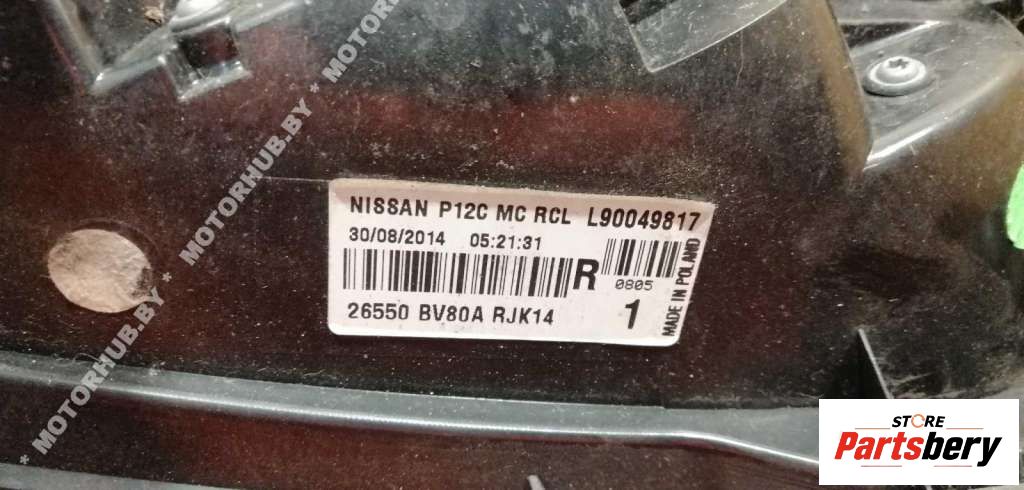 * MOTORHUB.BY * MOTORHUB.BY * MOTORHUB.BY
NISSAN P12C MC RCL L90049817
30/08/2014 05:21:31
R
0805
26550 BV80A RJK14
1
MADE IN POLAND
STORE
Partsbery